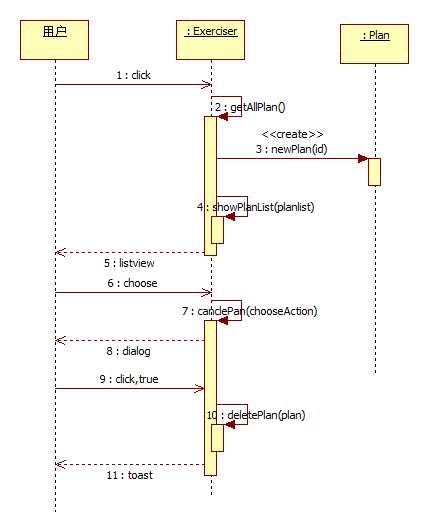 用户
: Exerciser
: Plan
1 : click
2 : getAllPlan()
<<create>>
3 : newPlan(id)
4 : showPlanList(planlist)
5 : listview
6 : choose
7 : canclePan(chooseAction)
8 : dialog
9 : click,true
10 : deletePlan(plan)
11 : toast